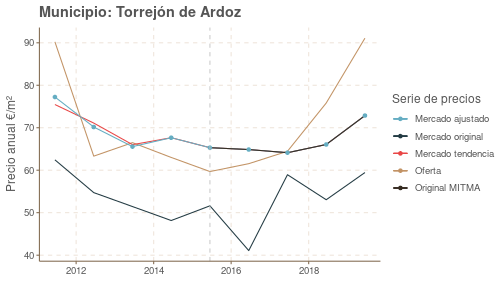 Municipio: Torrejón de Ardoz
Precio anual €/m²
90
80
70
60
50
40
2012
2014
2016
2018
Serie de precios
Mercado ajustado
Mercado original
Mercado tendencia
Oferta
Original MITMA